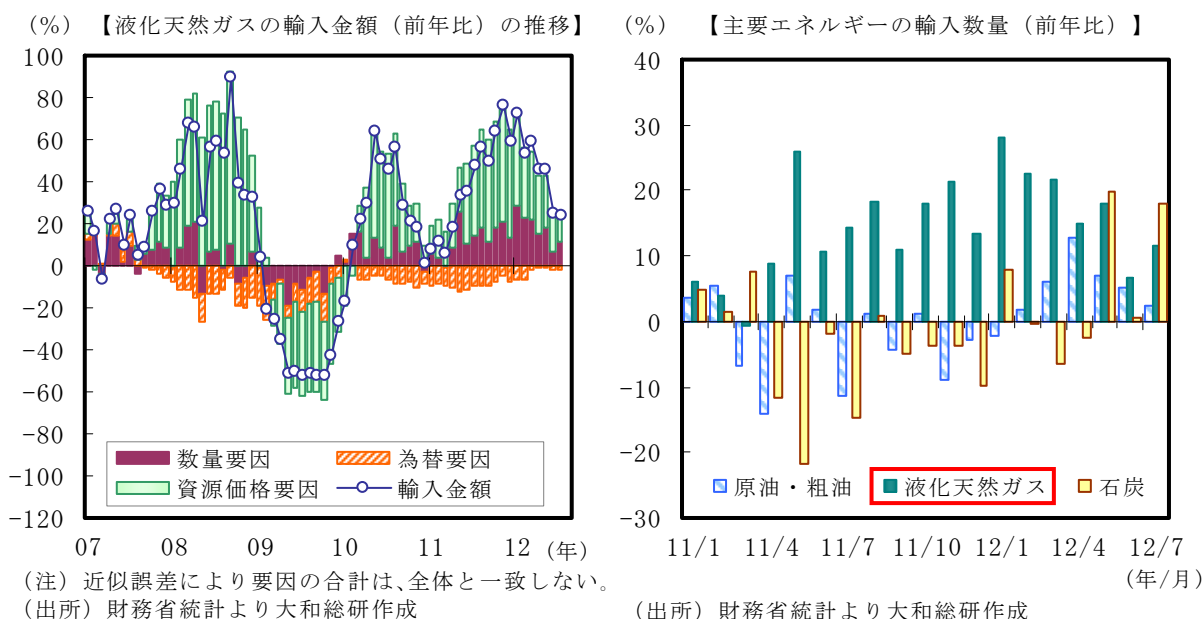 (%) 【液化天然ガスの輸入金額（前年比）の推移】
100
80
60
40
20
0
-20
-40
-60
-80
-100
-120
数量要因 為替要因
資源価格要因 輸入金額
07 08 09 10 11 12 (年)
(注) 近似誤差により要因の合計は、全体と一致しない。
(出所) 財務省統計より大和総研作成
(%) 【主要エネルギーの輸入数量（前年比）】
40
30
20
10
0
-10
-20
-30
原油・粗油 液化天然ガス 石炭
11/1 11/4 11/7 11/10 12/1 12/4 12/7
(年/月)
(出所) 財務省統計より大和総研作成